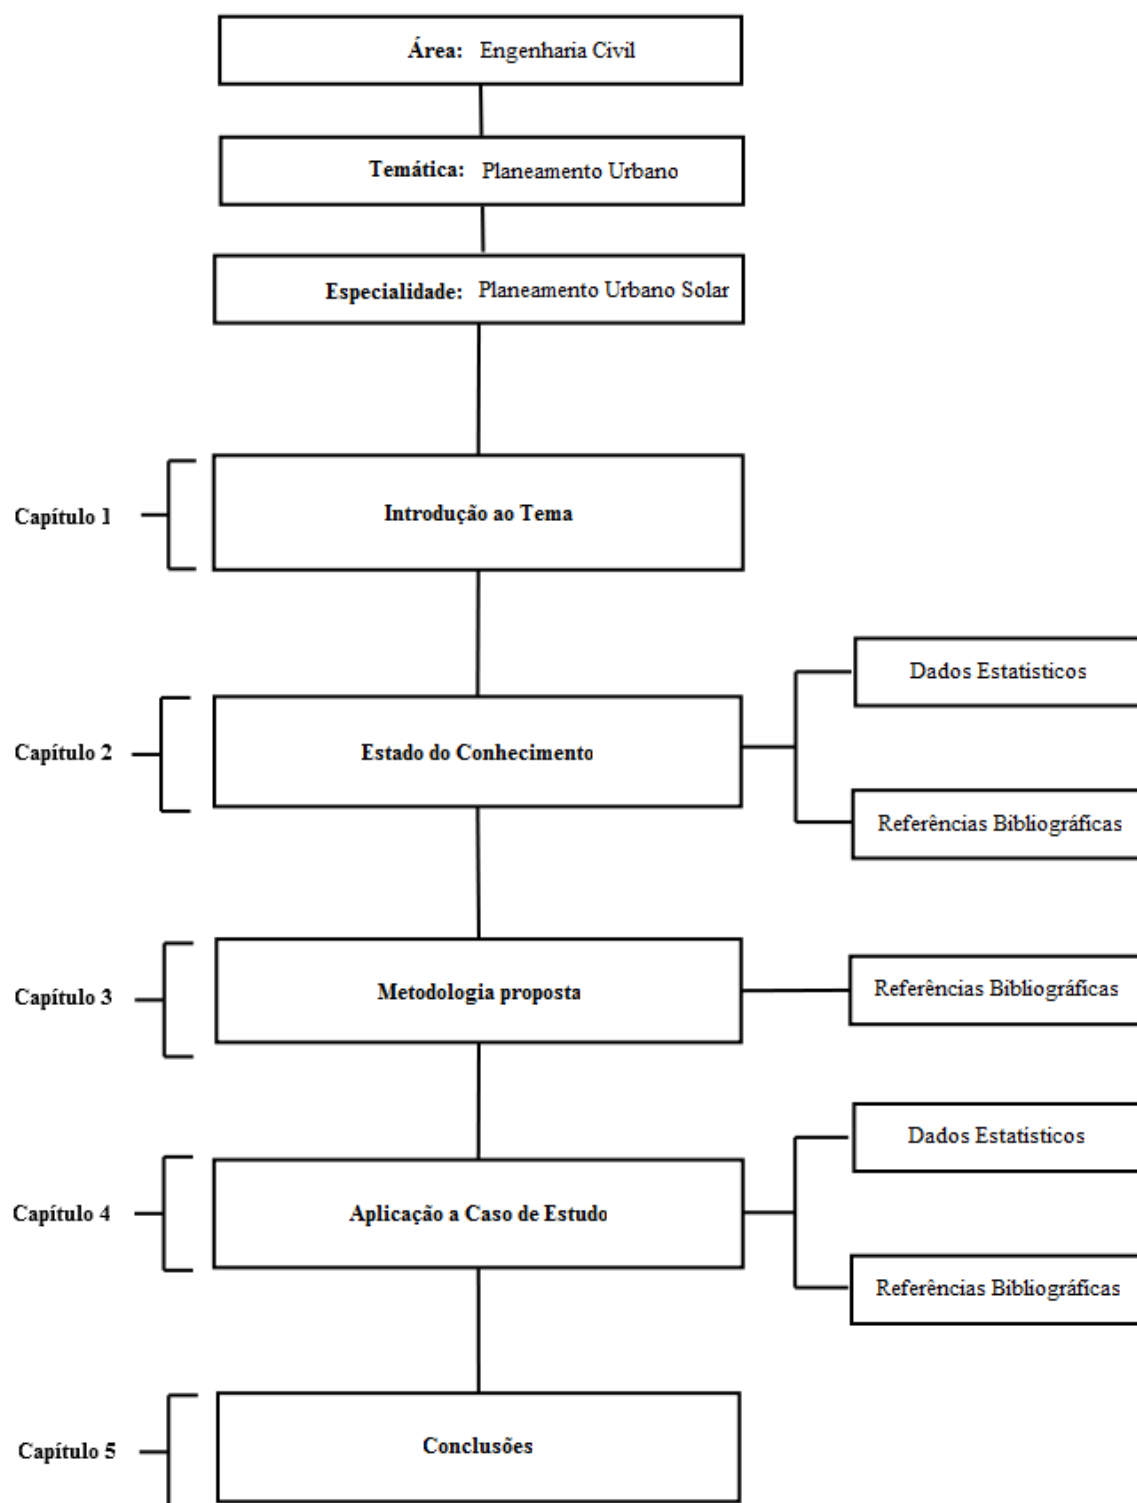 Área: Engenharia Civil
Temática: Planeamento Urbano
Especialidade: Planeamento Urbano Solar
Capítulo 1
Introdução ao Tema
Capítulo 2
Estado do Conhecimento
Dados Estatísticos
Referências Bibliográficas
Capítulo 3
Metodologia proposta
Referências Bibliográficas
Capítulo 4
Aplicação a Caso de Estudo
Dados Estatísticos
Referências Bibliográficas
Capítulo 5
Conclusões